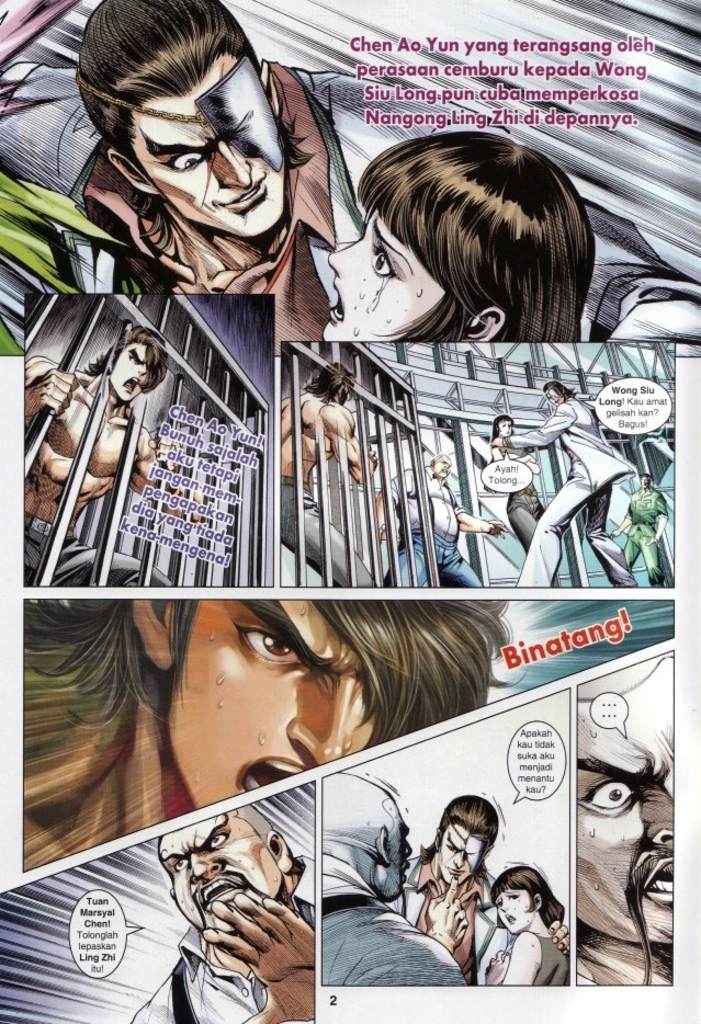 Chen Ao Yun yang terangsang oleh
perasaan cemburu kepada Wong
Siu Long pun cuba memperkosa
Nangong Ling Zhi di depannya.
Chen Ao Yun!
Bunuh sajalah
aku tetapi
jangan mem-
pengapakan
dia yang tiada
kena-mengena!
Wong Siu
Long! Kau amat
gelisah kan?
Bagus!
Ayah!
Tolong...
Binatang!
Apakah
kau tidak
suka aku
menjadi
menantu
kau?
...
...
Tuan
Marsyal
Chen!
Tolonglah
lepaskan
Ling Zhi
itu!
2